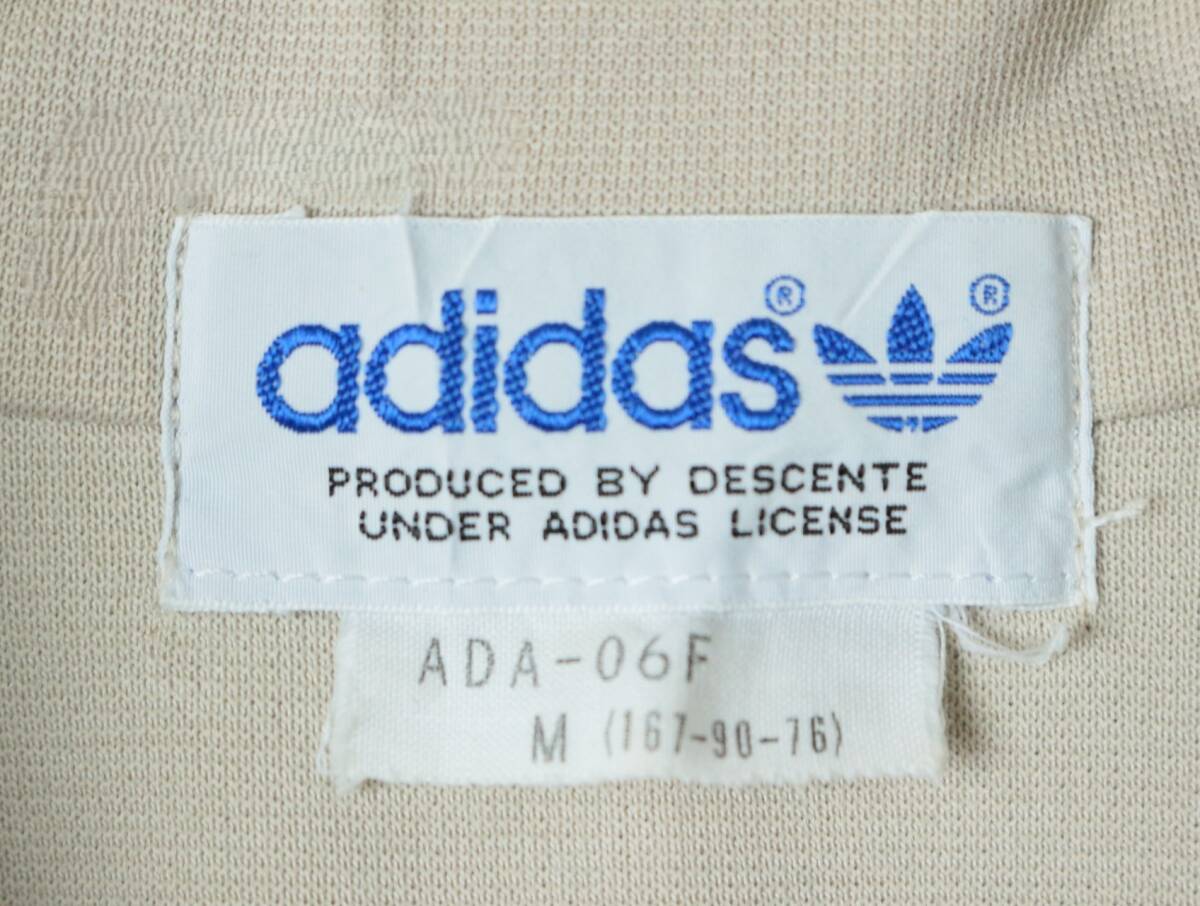 adidas® ®
PRODUCED BY DESCENTE
UNDER ADIDAS LICENSE
ADA-06F
M (167-90-76)